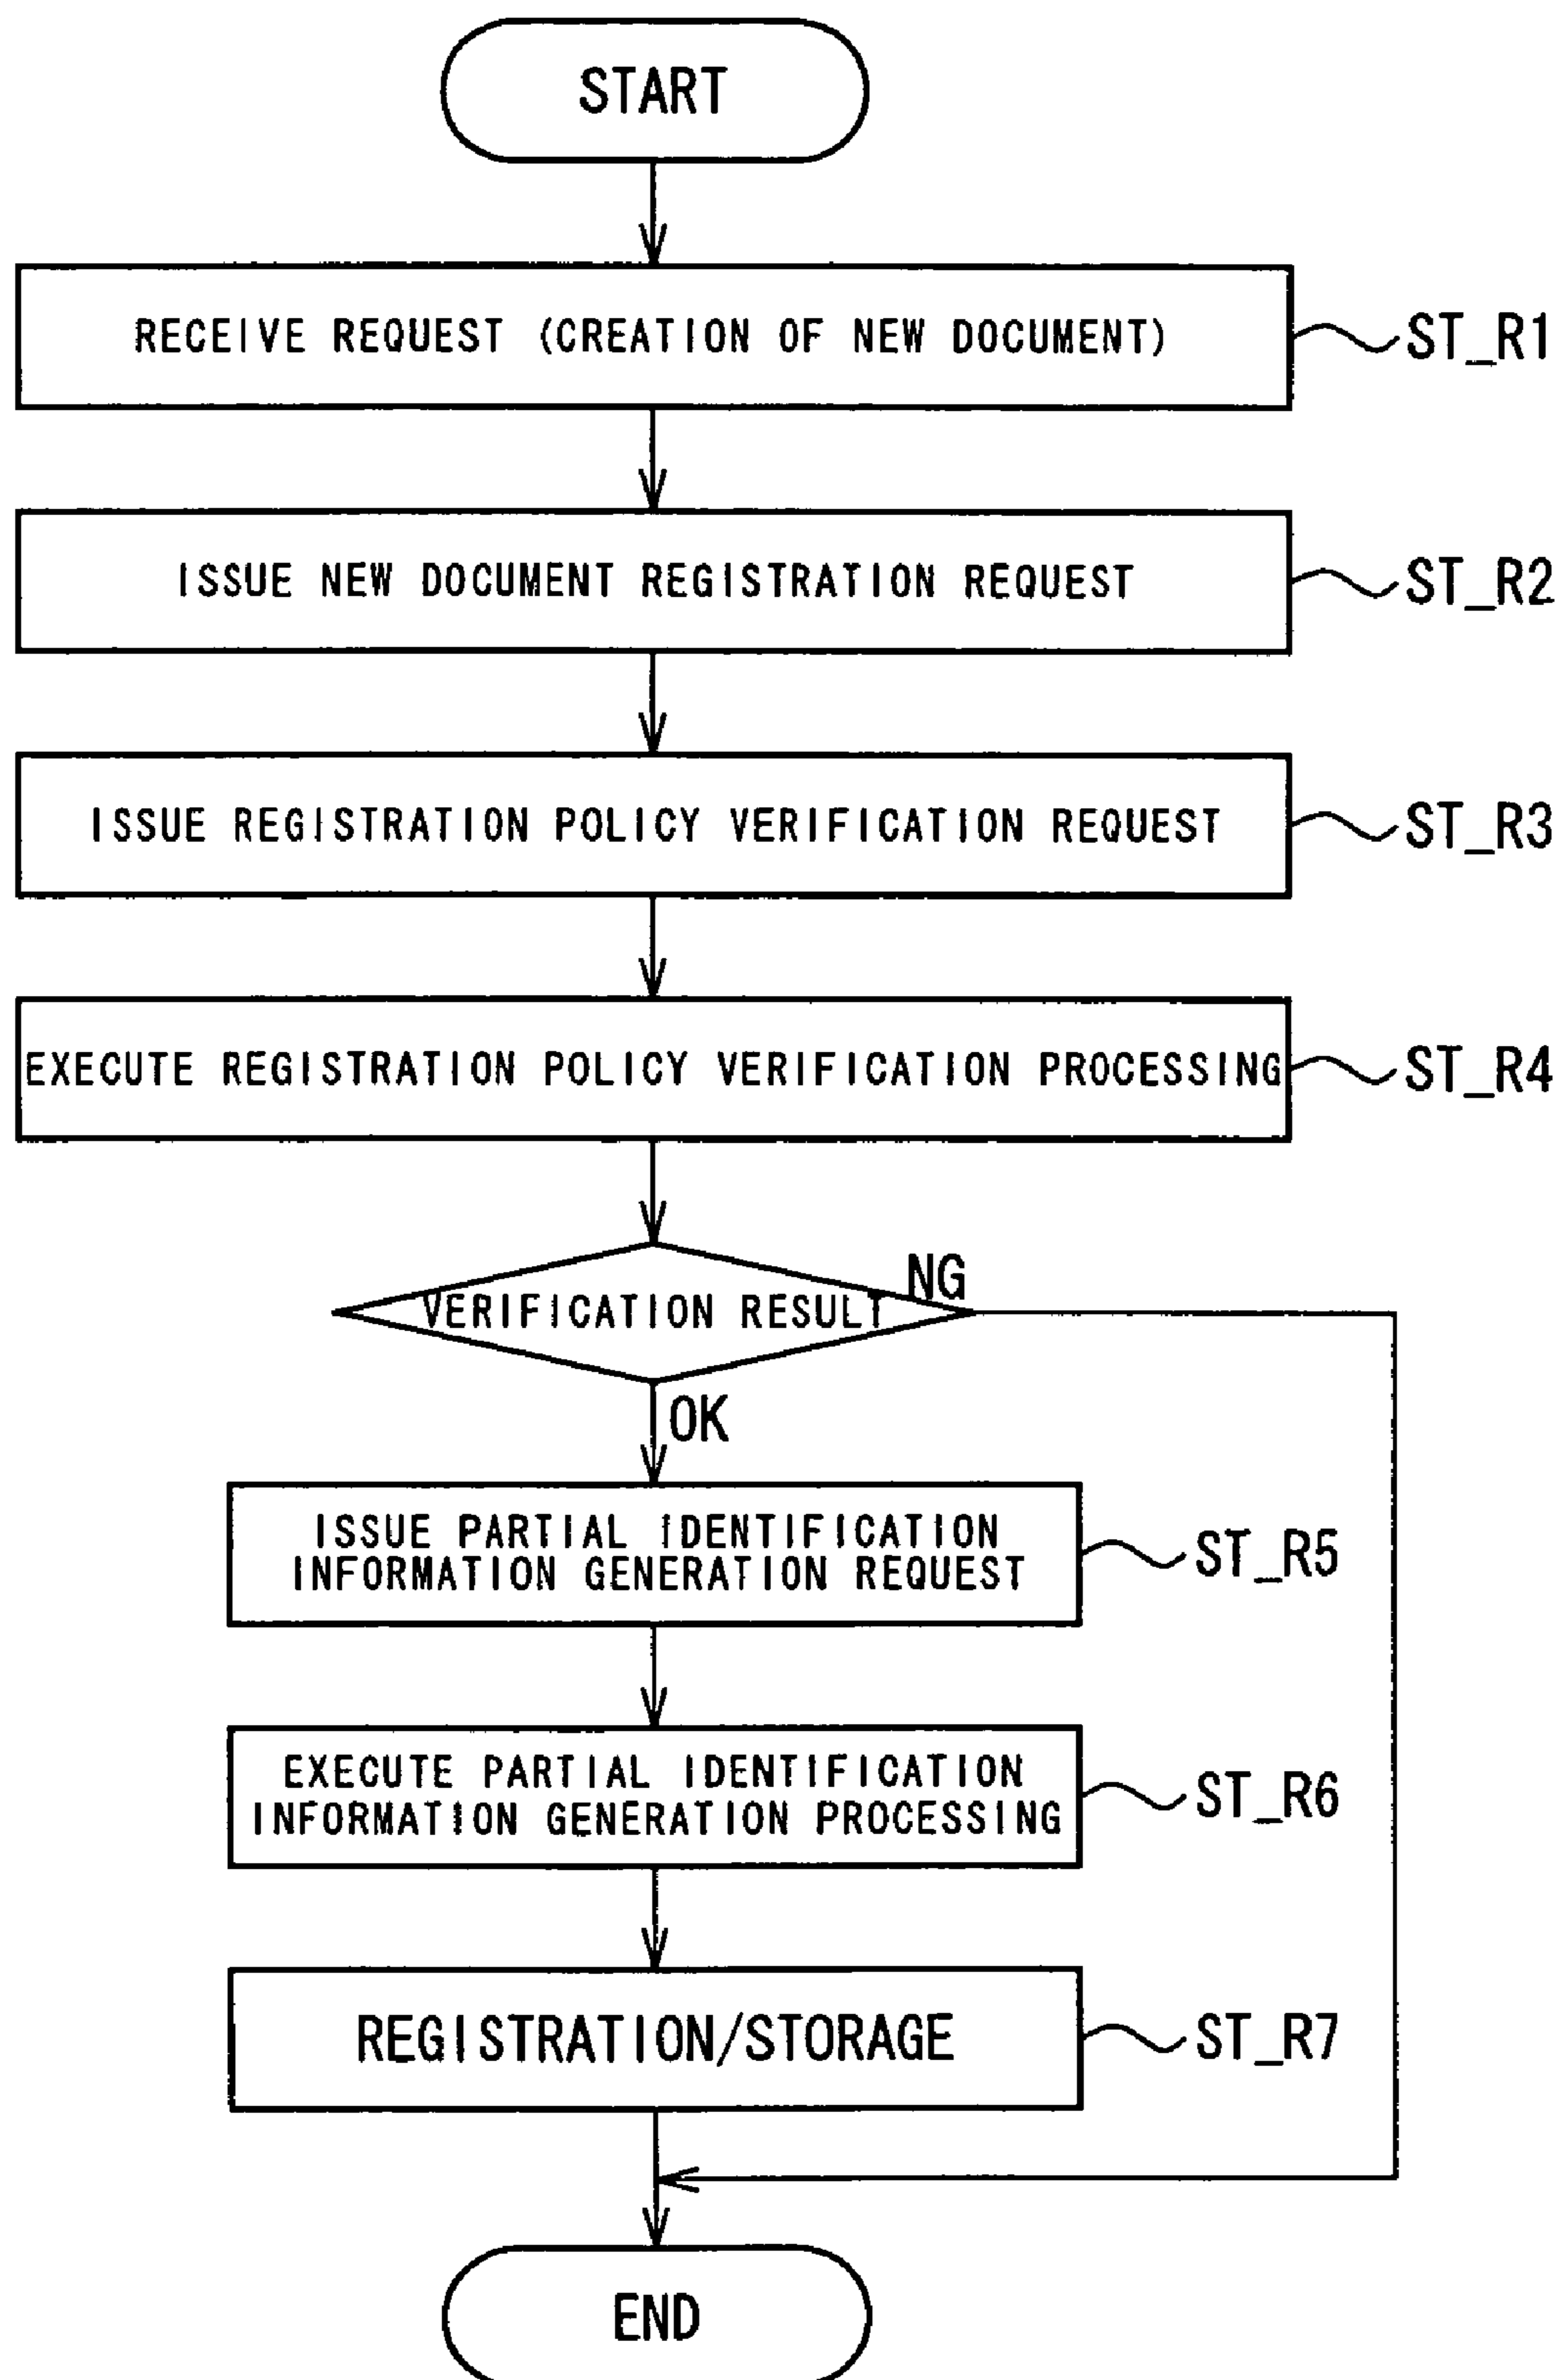 START
RECEIVE REQUEST (CREATION OF NEW DOCUMENT)
ST_R1
ISSUE NEW DOCUMENT REGISTRATION REQUEST
ST_R2
ISSUE REGISTRATION POLICY VERIFICATION REQUEST
ST_R3
EXECUTE REGISTRATION POLICY VERIFICATION PROCESSING
ST_R4
VERIFICATION RESULT
NG
OK
ISSUE PARTIAL IDENTIFICATION
INFORMATION GENERATION REQUEST
ST_R5
EXECUTE PARTIAL IDENTIFICATION
INFORMATION GENERATION PROCESSING
ST_R6
REGISTRATION/STORAGE
ST_R7
END